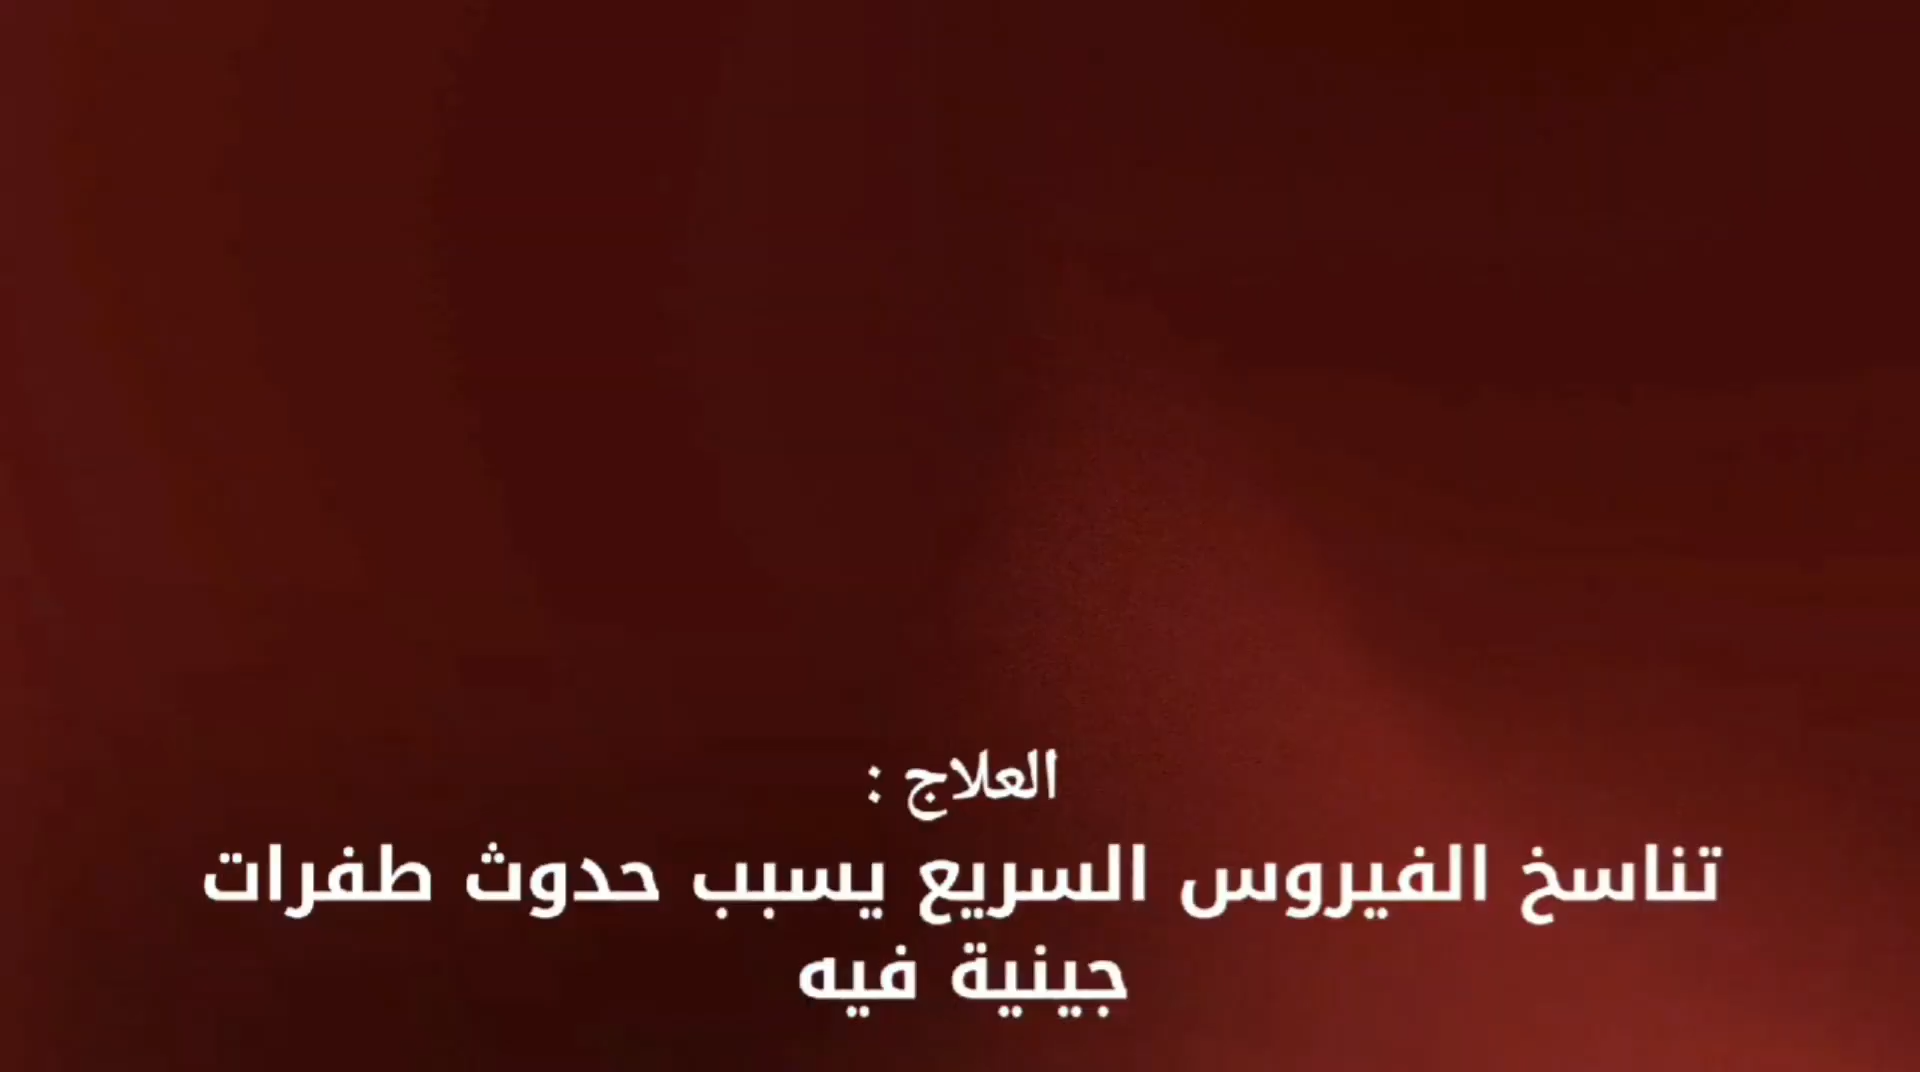 العلاج :
تناسخ الفيروس السريع يسبب حدوث طفرات
جينية فيه